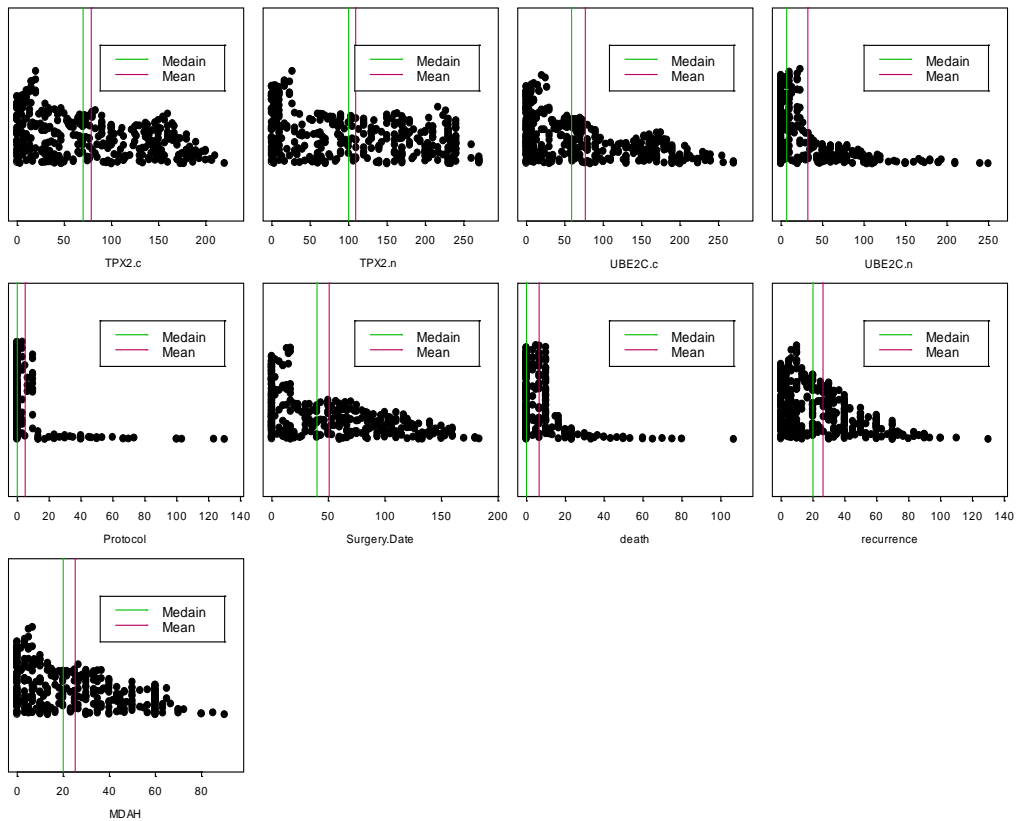 Medain
Mean
0 50 100 150 200
TPX2.c
Medain
Mean
0 50 100 150 200 250
TPX2.n
Medain
Mean
0 50 100 150 200 250
UBE2C.c
Medain
Mean
0 50 100 150 200 250
UBE2C.n
Medain
Mean
0 20 40 60 80 100 120 140
Protocol
Medain
Mean
0 50 100 150 200
Surgery.Date
Medain
Mean
0 20 40 60 80 100
death
Medain
Mean
0 20 40 60 80 100 120 140
recurrence
Medain
Mean
0 20 40 60 80
MDAH